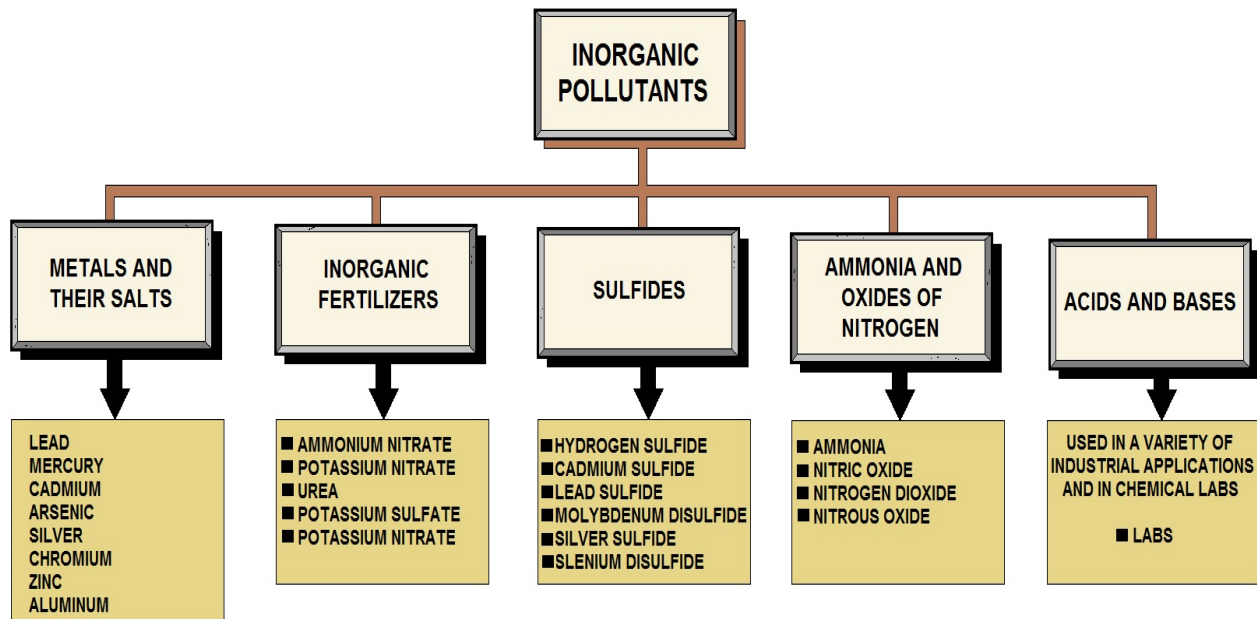 INORGANIC
POLLUTANTS
METALS AND
THEIR SALTS
LEAD
MERCURY
CADMIUM
ARSENIC
SILVER
CHROMIUM
ZINC
ALUMINUM
INORGANIC
FERTILIZERS
■ AMMONIUM NITRATE
■ POTASSIUM NITRATE
■ UREA
■ POTASSIUM SULFATE
■ POTASSIUM NITRATE
SULFIDES
■ HYDROGEN SULFIDE
■ CADMIUM SULFIDE
■ LEAD SULFIDE
■ MOLYBDENUM DISULFIDE
■ SILVER SULFIDE
■ SLENIUM DISULFIDE
AMMONIA AND
OXIDES OF
NITROGEN
■ AMMONIA
■ NITRIC OXIDE
■ NITROGEN DIOXIDE
■ NITROUS OXIDE
ACIDS AND BASES
USED IN A VARIETY OF
INDUSTRIAL APPLICATIONS
AND IN CHEMICAL LABS
■ LABS